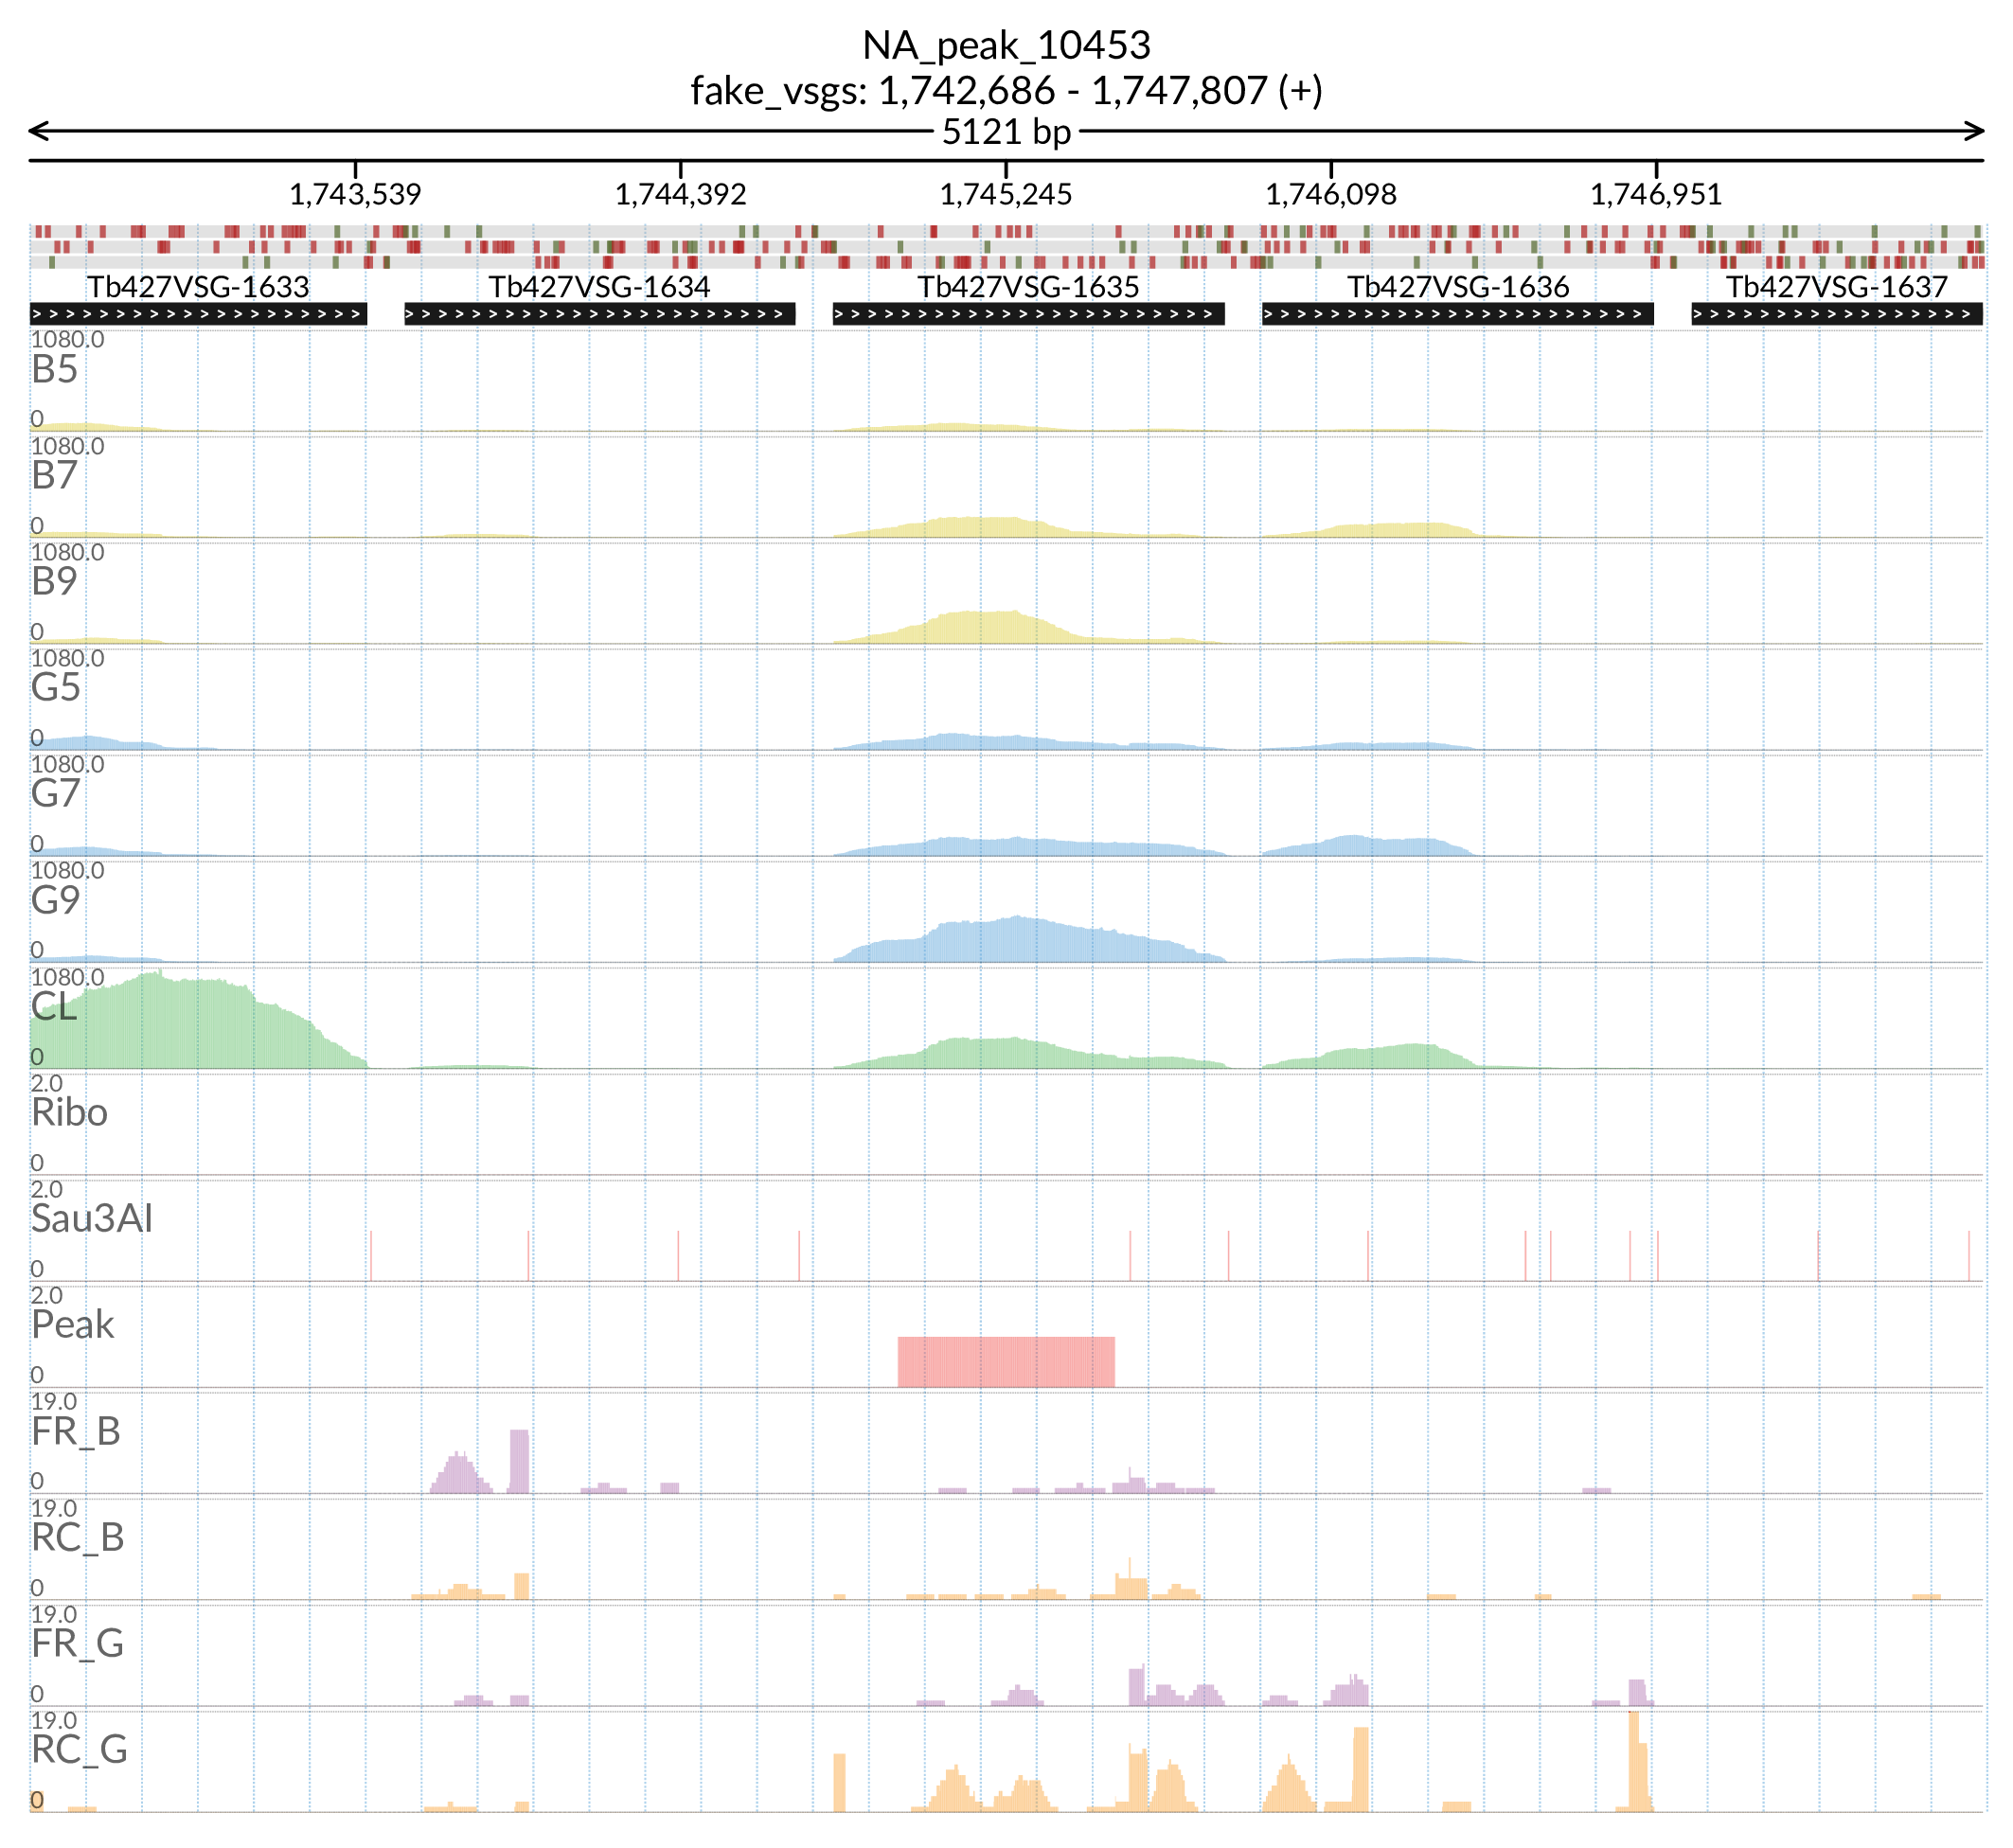 NA_peak_10453
fake_vsgs: 1,742,686 - 1,747,807 (+)
5121 bp
1,743,539 1,744,392 1,745,245 1,746,098 1,746,951
Tb427VSG-1633 Tb427VSG-1634 Tb427VSG-1635 Tb427VSG-1636 Tb427VSG-1637
1080.0
B5
0
1080.0
B7
0
1080.0
B9
0
1080.0
G5
0
1080.0
G7
0
1080.0
G9
0
1080.0
CL
0
2.0
Ribo
0
2.0
Sau3AI
0
2.0
Peak
0
19.0
FR_B
0
19.0
RC_B
0
19.0
FR_G
0
19.0
RC_G
0